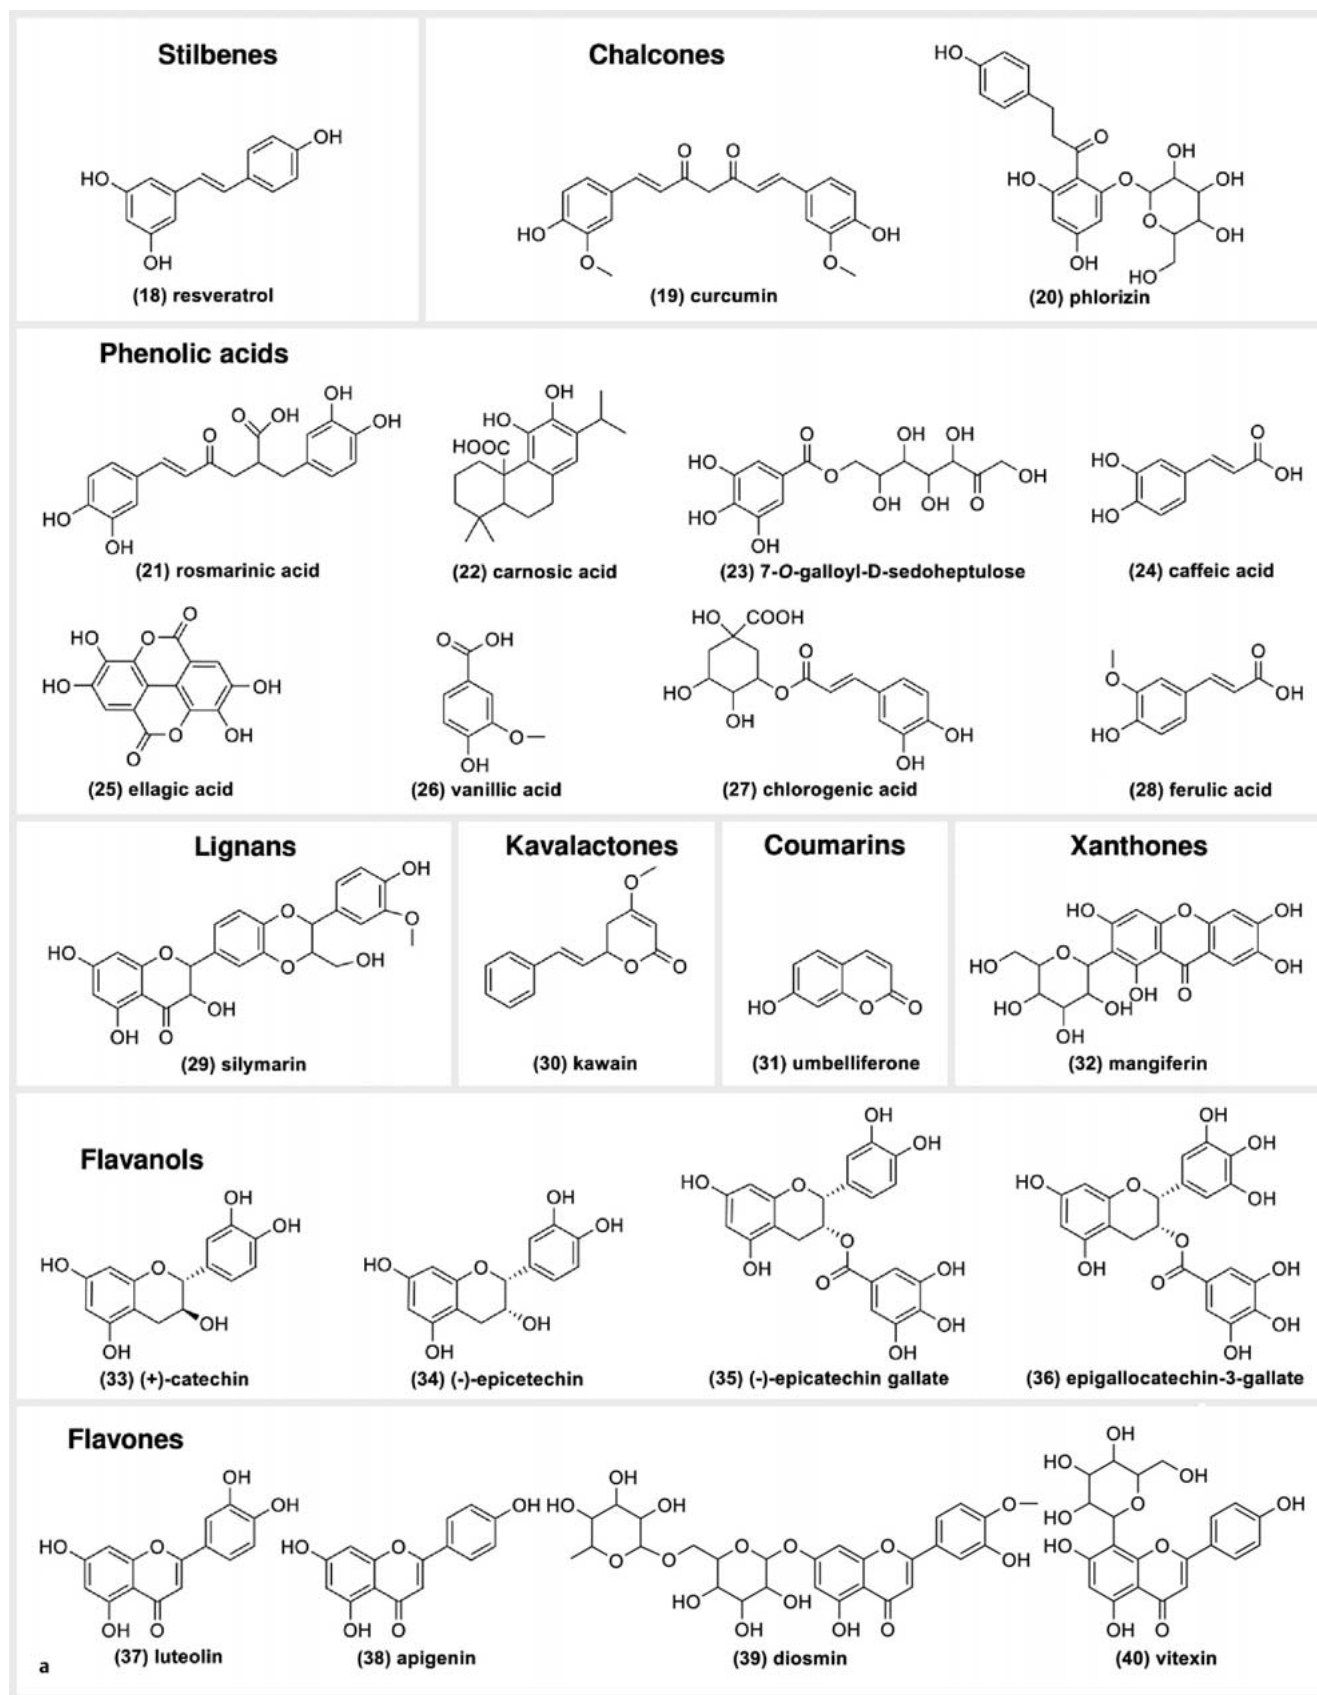 Stilbenes
Chalcones
OH
HO
OH
(18) resveratrol
O O
HO
O
OH
O
(19) curcumin
HO
O
HO
O
OH
OH
O
OH
OH
HO
(20) phlorizin
Phenolic acids
OH
O OH
OH
O
HO
OH
(21) rosmarinic acid
OH
HO
HOOC
(22) carnosic acid
O OH OH
HO
O
OH
HO
OH OH O
OH
(23) 7-O-galloyl-D-sedoheptulose
O
HO
OH
HO
(24) caffeic acid
O
HO O
HO OH
O OH
O
(25) ellagic acid
O OH
O
OH
(26) vanillic acid
HO COOH
O
HO O
OH
OH
OH
(27) chlorogenic acid
O
O
OH
HO
(28) ferulic acid
Lignans
OH
O
O
HO
O
O
OH
OH
OH O
(29) silymarin
Kavalactones
O
O O
(30) kawain
Coumarins
HO O O
(31) umbelliferone
Xanthones
HO O OH
HO O OH
HO OH OH O
OH
(32) mangiferin
Flavanols
OH
OH
HO O
OH
OH
(33) (+)-catechin
OH
OH
HO O
OH
OH
(34) (-)-epicetechin
OH
OH
HO O
O
OH
O
OH
OH
OH
(35) (-)-epicatechin gallate
OH
OH
HO O
OH
O
OH
O
OH
OH
OH
(36) epigallocatechin-3-gallate
Flavones
OH
OH
HO O
OH O
(37) luteolin
OH
HO O
OH O
(38) apigenin
OH
HO OH
O
O O O O
OH
HO OH
OH OH O
(39) diosmin
OH
HO
OH
O
HO
OH
HO O
OH O
(40) vitexin
a